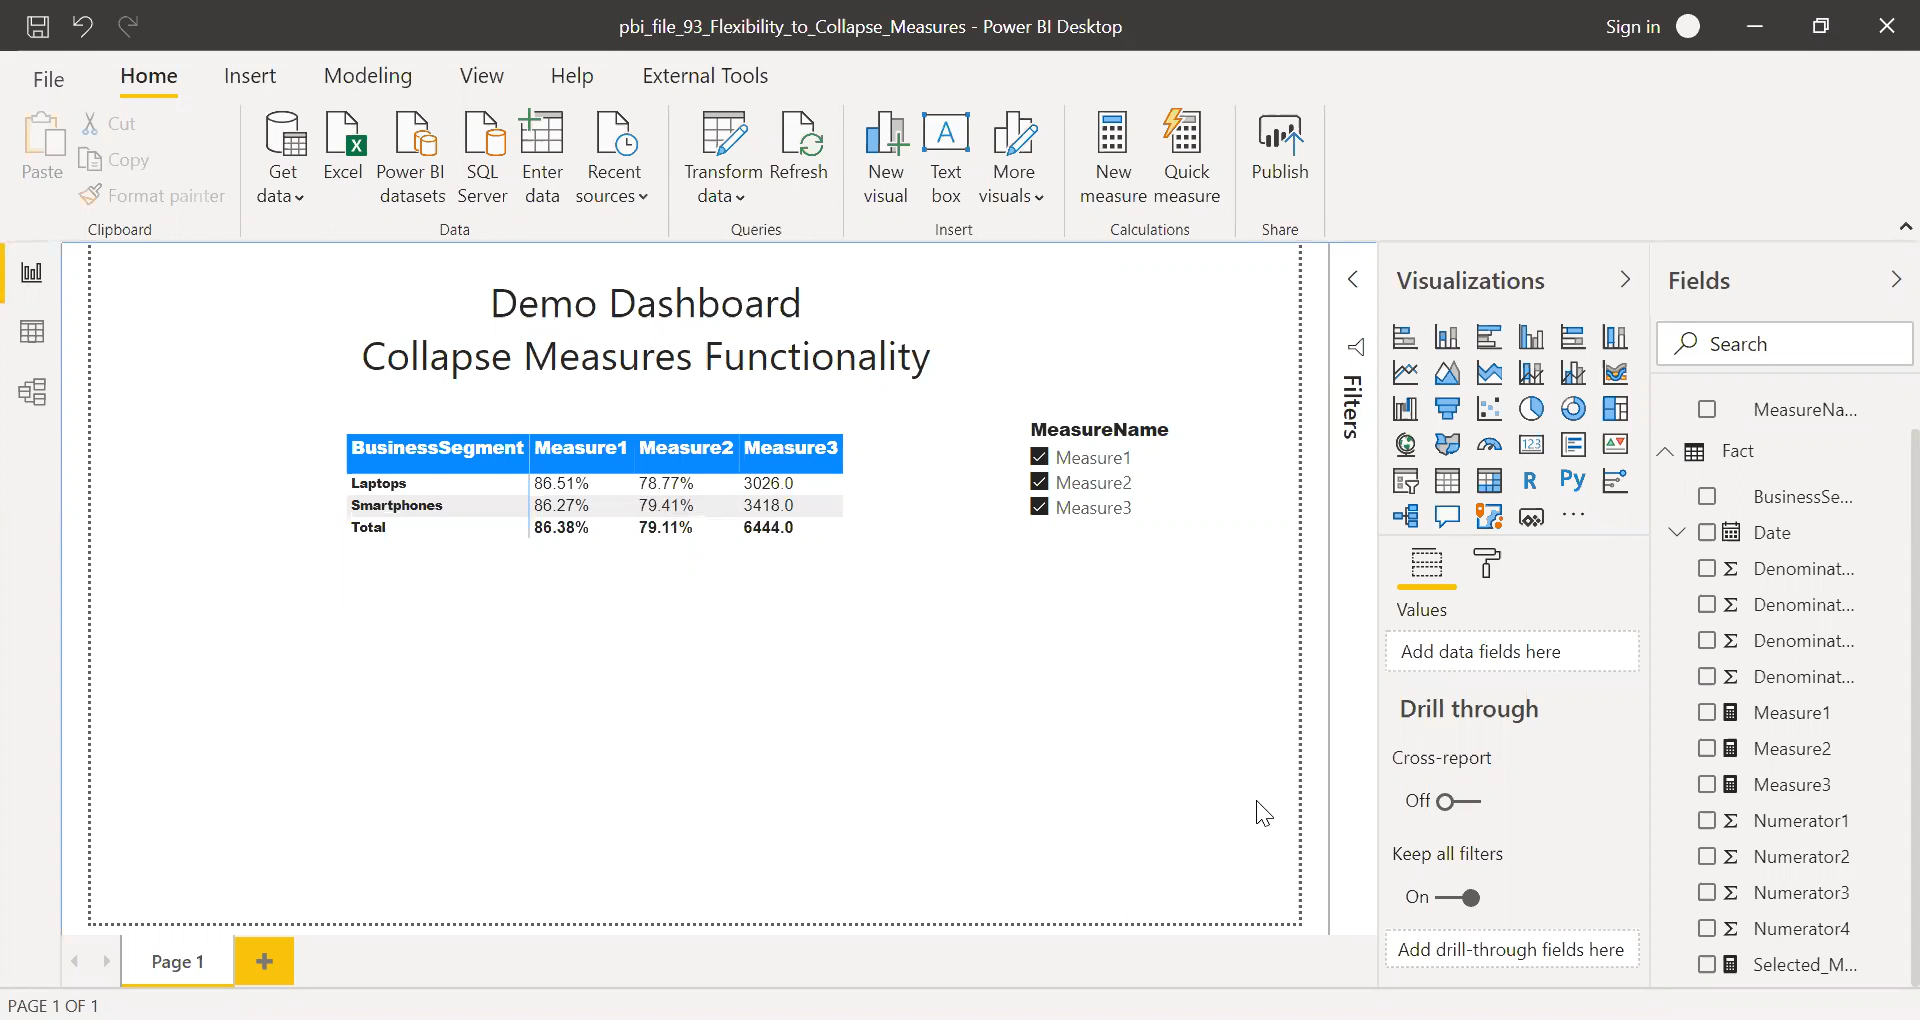 pbi_file_93_Flexibility_to_Collapse_Measures - Power BI Desktop
Sign in
File Home Insert Modeling View Help External Tools
Paste
Cut
Copy
Format painter
Clipboard
Get data
Excel
Power BI datasets
SQL Server
Enter data
Recent sources
Data
Transform data
Refresh
Queries
New visual
A
Text box
More visuals
Insert
New measure
Quick measure
Calculations
Publish
Share
Demo Dashboard
Collapse Measures Functionality
BusinessSegment Measure1 Measure2 Measure3
Laptops 86.51% 78.77% 3026.0
Smartphones 86.27% 79.41% 3418.0
Total 86.38% 79.11% 6444.0
MeasureName
Measure1
Measure2
Measure3
Filters
Visualizations
123
R
Py
...
Values
Add data fields here
Drill through
Cross-report
Off
Keep all filters
On
Add drill-through fields here
Fields
Search
MeasureNa...
Fact
BusinessSe...
Date
Σ Denominat...
Σ Denominat...
Σ Denominat...
Σ Denominat...
Measure1
Measure2
Measure3
Σ Numerator1
Σ Numerator2
Σ Numerator3
Σ Numerator4
Selected_M...
Page 1
+
PAGE 1 OF 1